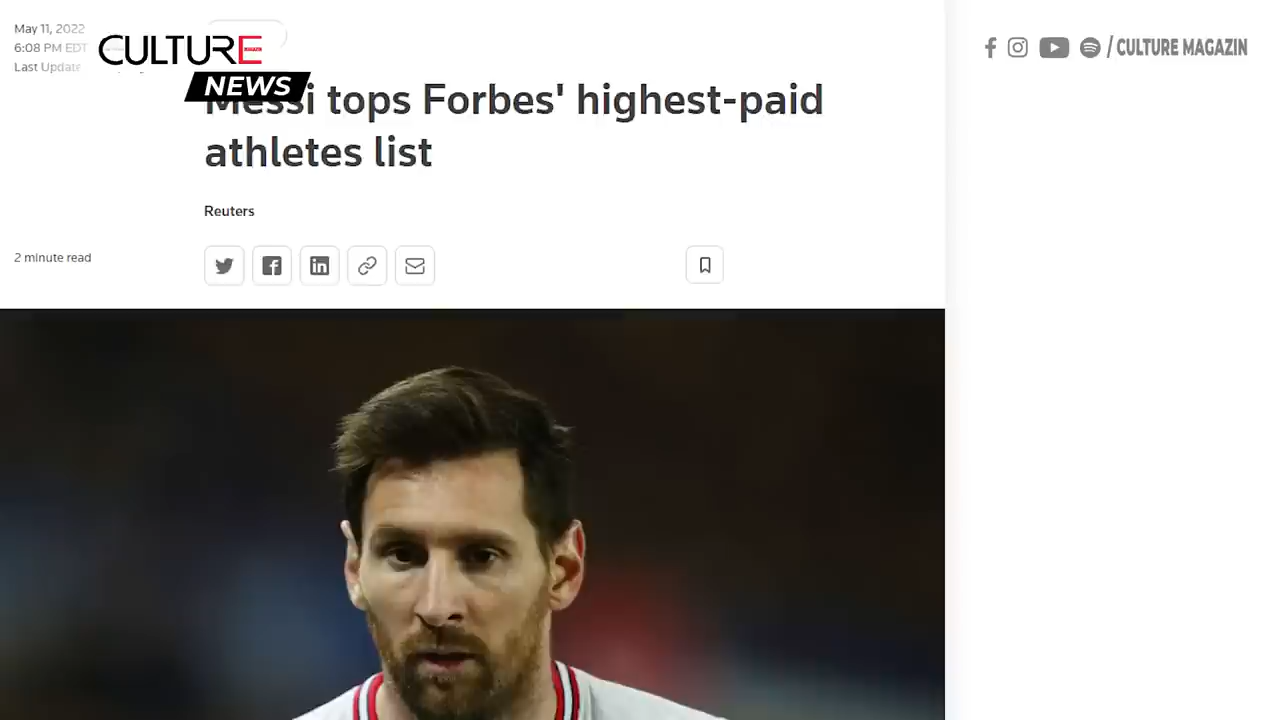 May 11, 2022
6:08 PM EDT
Last Update
CULTURE
NEWS
/ CULTURE MAGAZIN
Messi tops Forbes' highest-paid
athletes list
Reuters
2 minute read